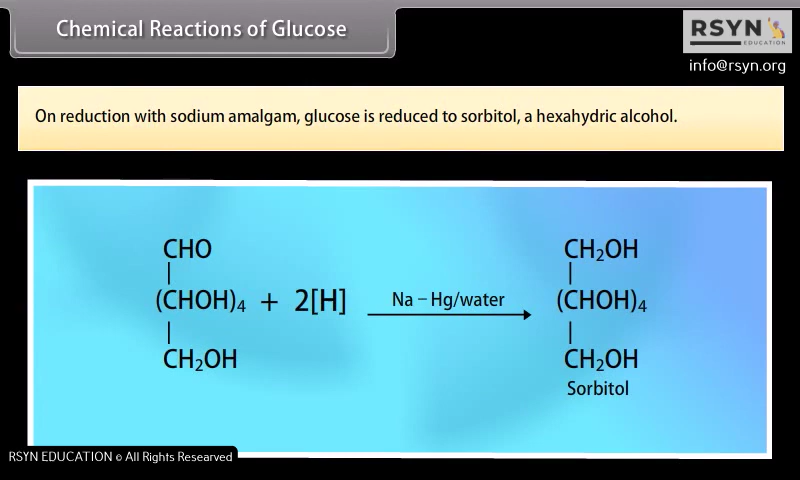 Chemical Reactions of Glucose
RSYN
EDUCATION
info@rsyn.org
On reduction with sodium amalgam, glucose is reduced to sorbitol, a hexahydric alcohol.
CHO
(CHOH)₄ + 2[H] Na – Hg/water (CHOH)₄
CH₂OH
CH₂OH
CH₂OH
Sorbitol
RSYN EDUCATION © All Rights Researved